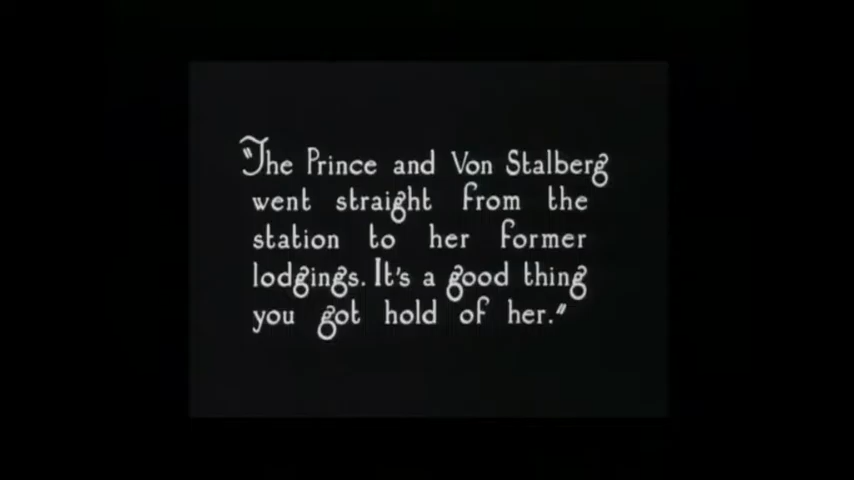 "The Prince and Von Stalberg
went straight from the
station to her former
lodgings. It's a good thing
you got hold of her."